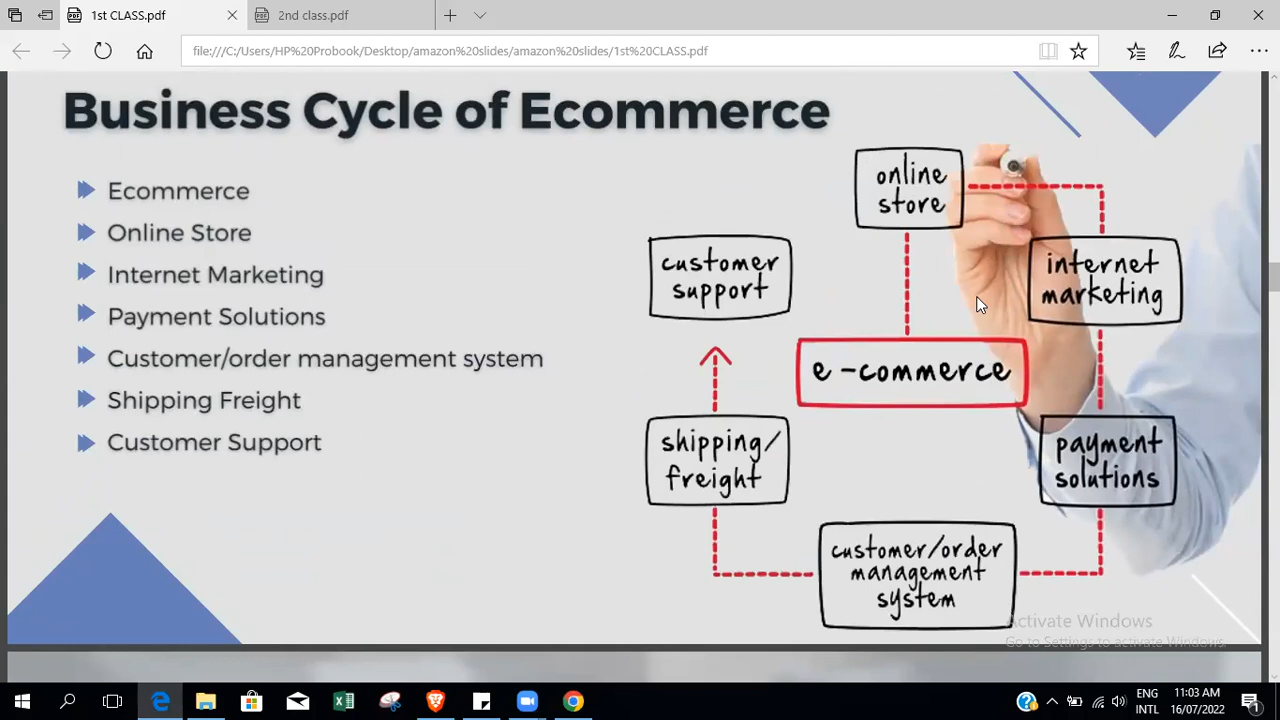 1st CLASS.pdf
2nd class.pdf
file:///C:/Users/HP%20Probook/Desktop/amazon%20slides/amazon%20slides/1st%20CLASS.pdf
Business Cycle of Ecommerce
Ecommerce
Online Store
Internet Marketing
Payment Solutions
Customer/order management system
Shipping Freight
Customer Support
online
store
customer
support
internet
marketing
e-commerce
shipping/
freight
payment
solutions
customer/order
management
system
Activate Windows
Go to Settings to activate Windows.
ENG
INTL
11:03 AM
16/07/2022